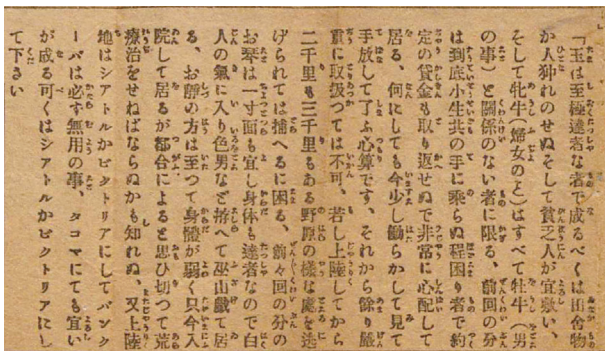 「玉は至極達者な者で成るべくは田舎物
か人狎れのせぬそして貧乏人が宜敷い、
そして牝牛(婦女のと)はすべて牡牛(男
の事)と關係のない者に限る、前回の分
は到底小生共の手に乘らぬ程困り者で約
定の貸金も取り返せぬで非常に心配して
居る、何にしても今少し働らかして見て
手放して了ふ心算です、それから餘り嚴
重に取扱つては不可、若し上陸してから
二千里も三千里もある野原の樣な處を逃
げられては捕へるに困る、前々回の分の
お琴は一寸面も宜し身体も達者なので白
人の氣に入り色男など拵へて巫山戯て居
る、お靜の方は至つて身體が弱く只今入
院して居るが都合によると思ひ切つて荒
療治をせねばならぬかも知れぬ、又上陸
地はシアトルかビクトリアにしてバンク
ーバは必す無用の事、タコマにても宜い
が成る可くはシアトルかビクトリアにし
て下さい